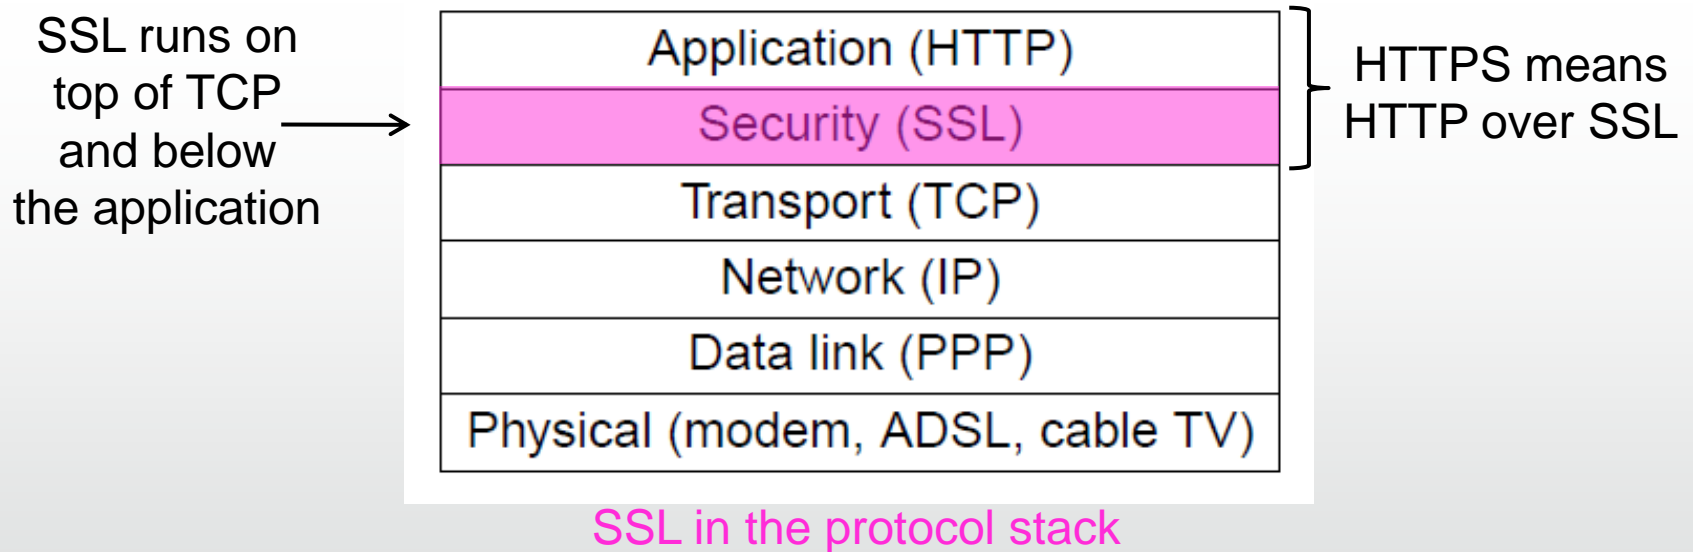 SSL runs on
top of TCP
and below
the application
Application (HTTP)
Security (SSL)
Transport (TCP)
Network (IP)
Data link (PPP)
Physical (modem, ADSL, cable TV)
HTTPS means
HTTP over SSL
SSL in the protocol stack